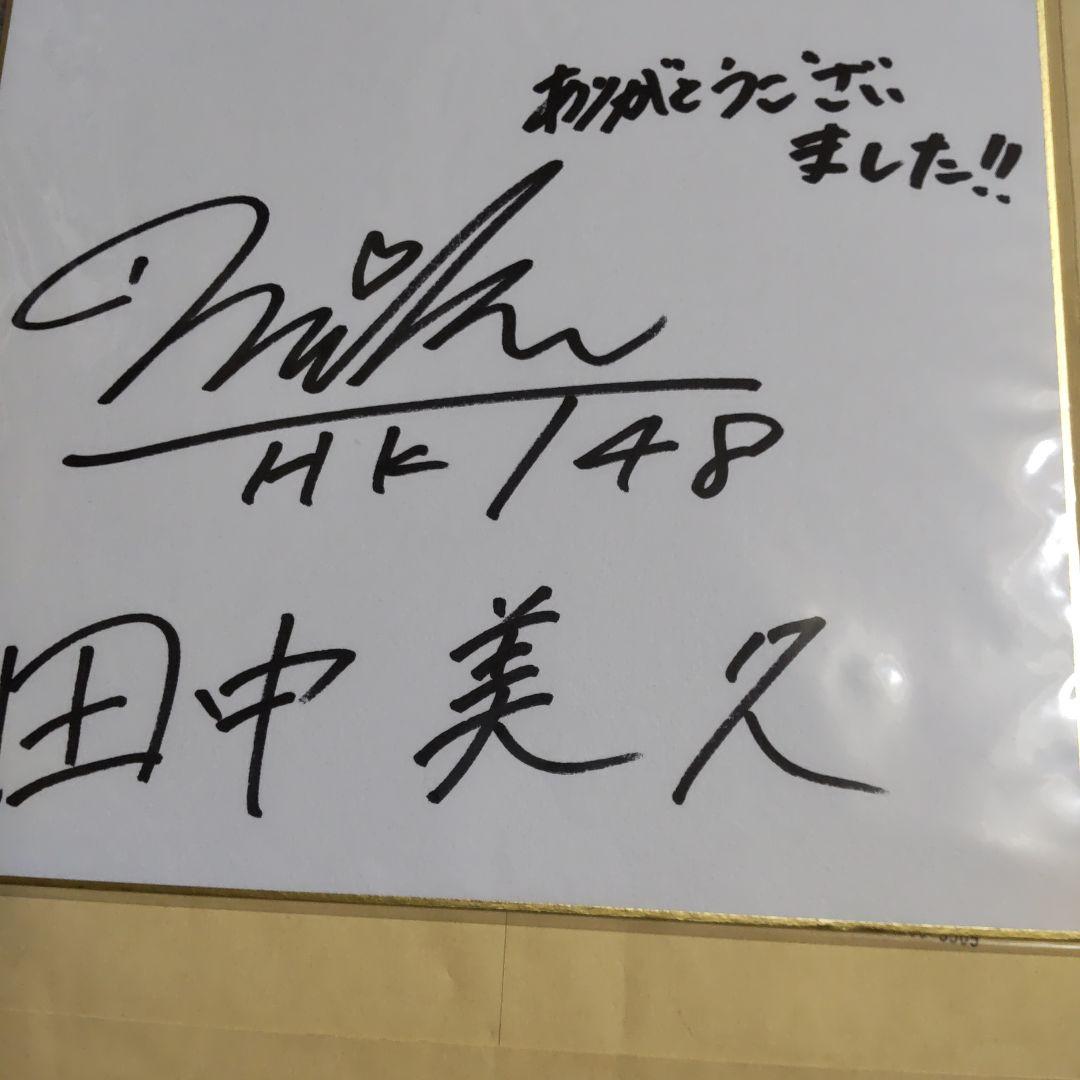 ありがとうござい
ました!!
Miku
HKT48
田中美久